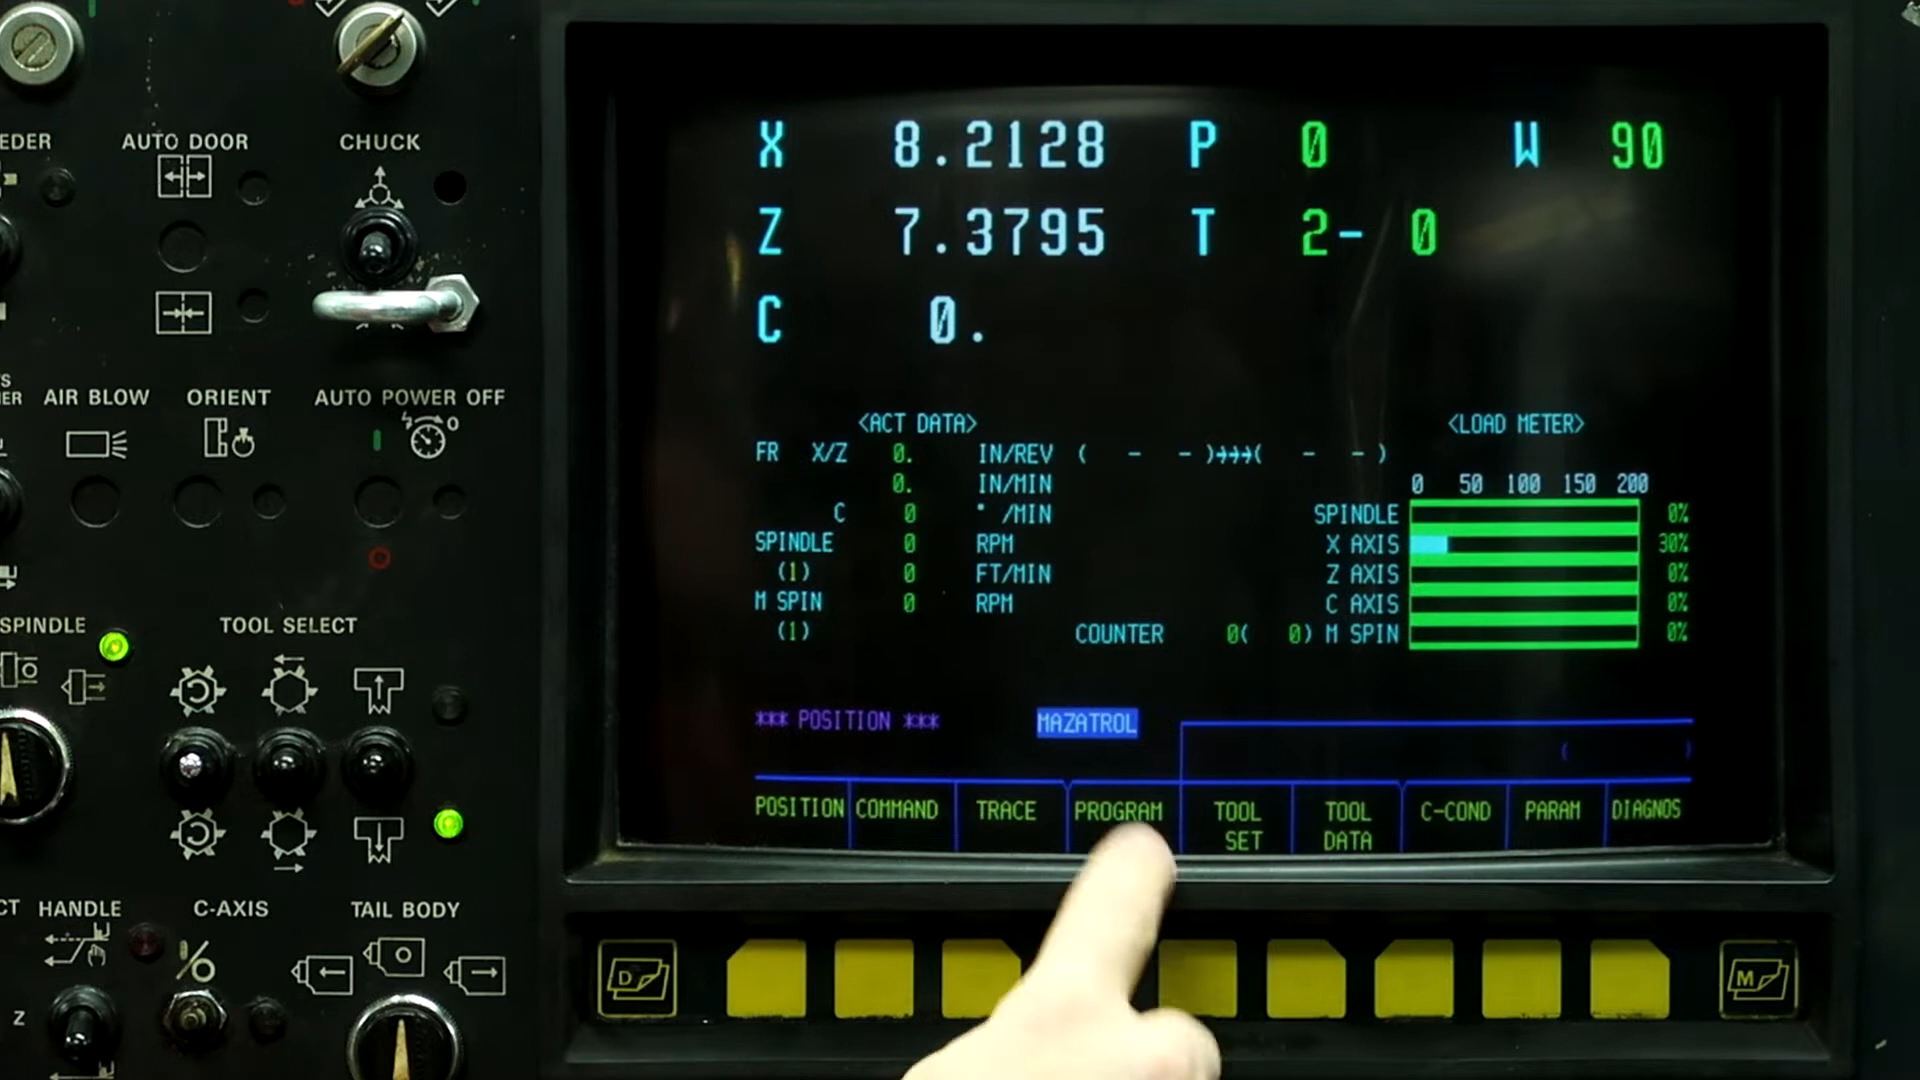 EDER AUTO DOOR CHUCK
AIR BLOW ORIENT AUTO POWER OFF
SPINDLE TOOL SELECT
CT HANDLE C-AXIS TAIL BODY
Z
X 8.2128 P 0 W 90
Z 7.3795 T 2- 0
C 0.
<ACT DATA> <LOAD METER>
FR X/Z 0. IN/REV ( - - )→→→( - - )
0. IN/MIN 0 50 100 150 200
C 0 ° /MIN SPINDLE 0%
SPINDLE 0 RPM X AXIS 30%
(1) 0 FT/MIN Z AXIS 0%
M SPIN 0 RPM C AXIS 0%
(1) COUNTER 0( 0) M SPIN 0%
*** POSITION *** MAZATROL
( )
POSITION COMMAND TRACE PROGRAM TOOL SET TOOL DATA C-COND PARAM DIAGNOS
D M